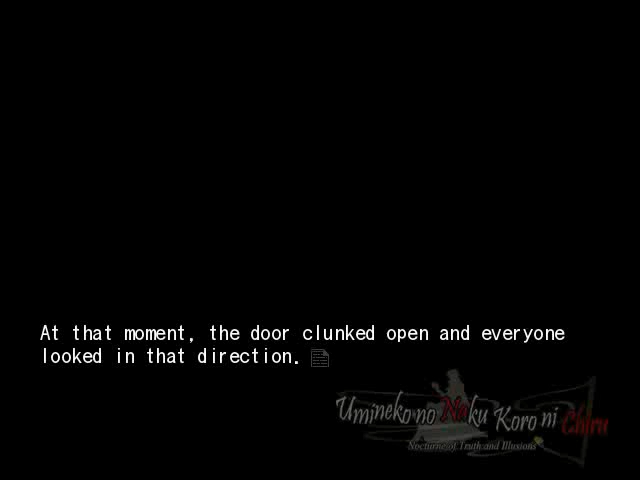 At that moment, the door clunked open and everyone
looked in that direction.
Umineko no Naku Koro ni Chiru
Nocturne of Truth and Illusions